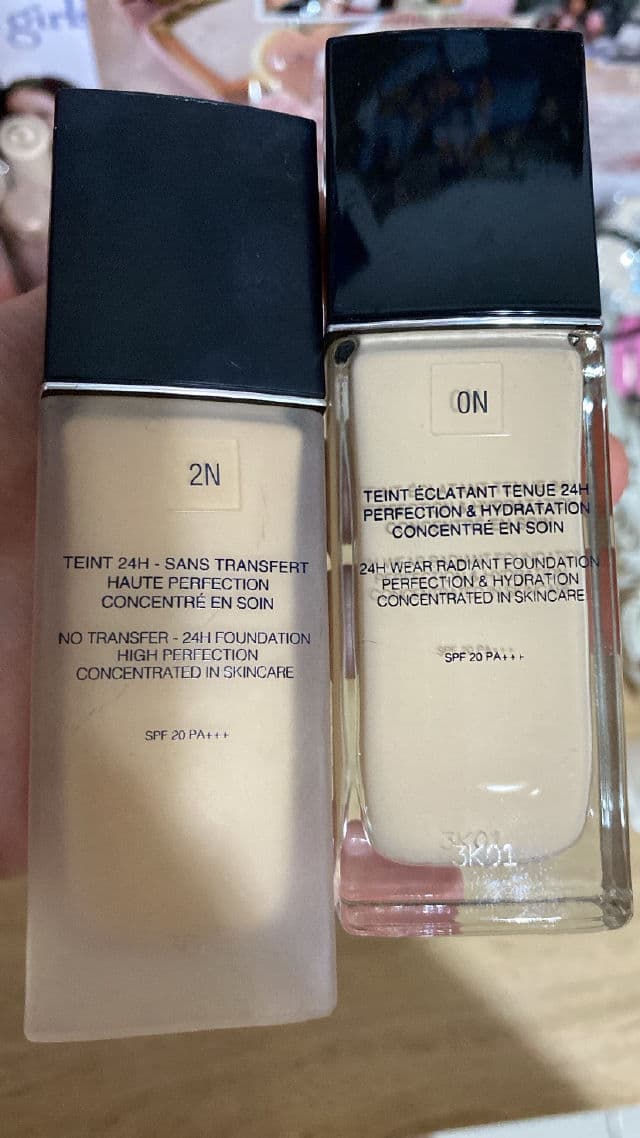 girls
2N
TEINT 24H - SANS TRANSFERT
HAUTE PERFECTION
CONCENTRÉ EN SOIN
NO TRANSFER - 24H FOUNDATION
HIGH PERFECTION
CONCENTRATED IN SKINCARE
SPF 20 PA+++
0N
TEINT ÉCLATANT TENUE 24H
PERFECTION & HYDRATATION
CONCENTRÉ EN SOIN
24H WEAR RADIANT FOUNDATION
PERFECTION & HYDRATION
CONCENTRATED IN SKINCARE
SPF 20 PA+++
3K01